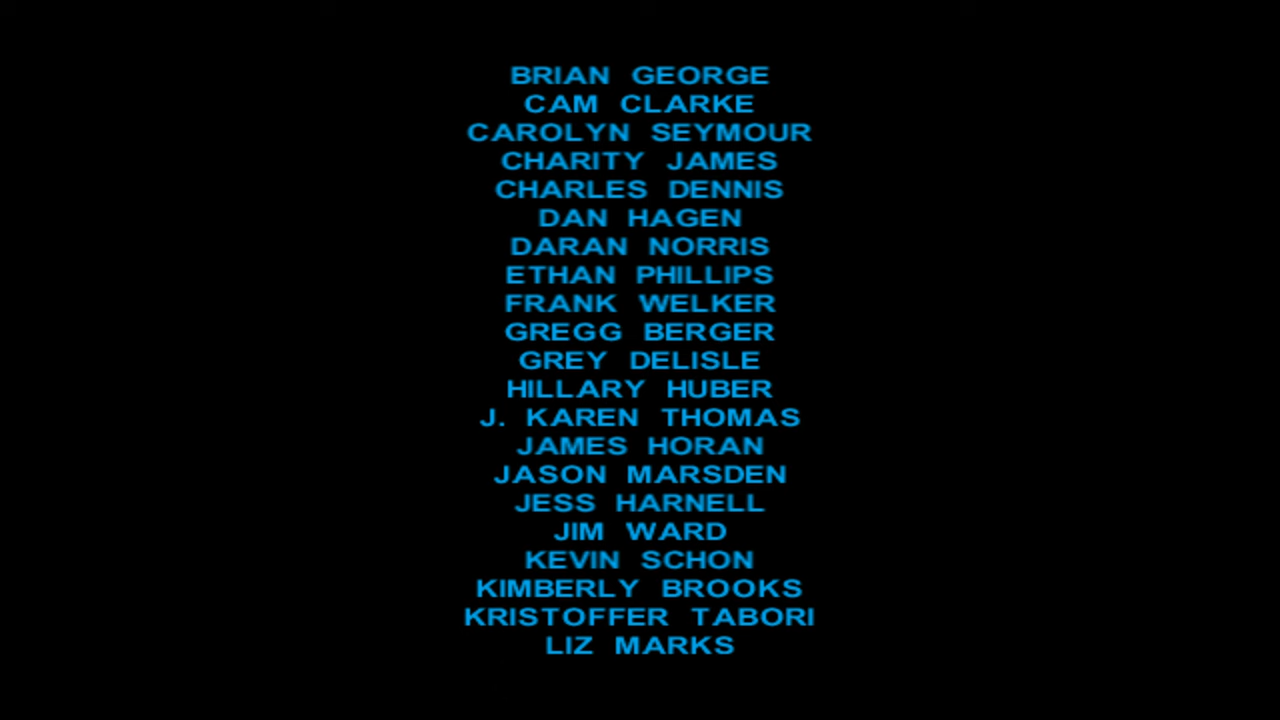 BRIAN GEORGE
CAM CLARKE
CAROLYN SEYMOUR
CHARITY JAMES
CHARLES DENNIS
DAN HAGEN
DARAN NORRIS
ETHAN PHILLIPS
FRANK WELKER
GREGG BERGER
GREY DELISLE
HILLARY HUBER
J. KAREN THOMAS
JAMES HORAN
JASON MARSDEN
JESS HARNELL
JIM WARD
KEVIN SCHON
KIMBERLY BROOKS
KRISTOFFER TABORI
LIZ MARKS